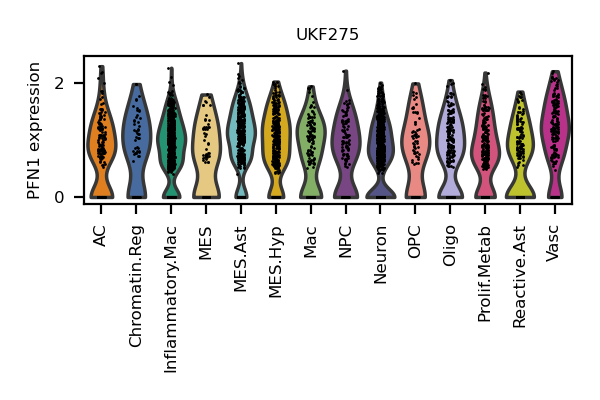 UKF275
PFN1 expression
2
0
AC
Chromatin.Reg
Inflammatory.Mac
MES
MES.Ast
MES.Hyp
Mac
NPC
Neuron
OPC
Oligo
Prolif.Metab
Reactive.Ast
Vasc